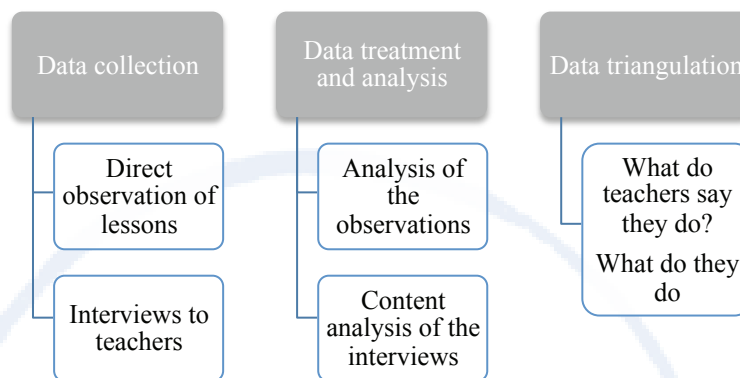 Data collection
Direct
observation of
lessons
Interviews to
teachers
Data treatment
and analysis
Analysis of
the
observations
Content
analysis of the
interviews
Data triangulation
What do
teachers say
they do?
What do they
do